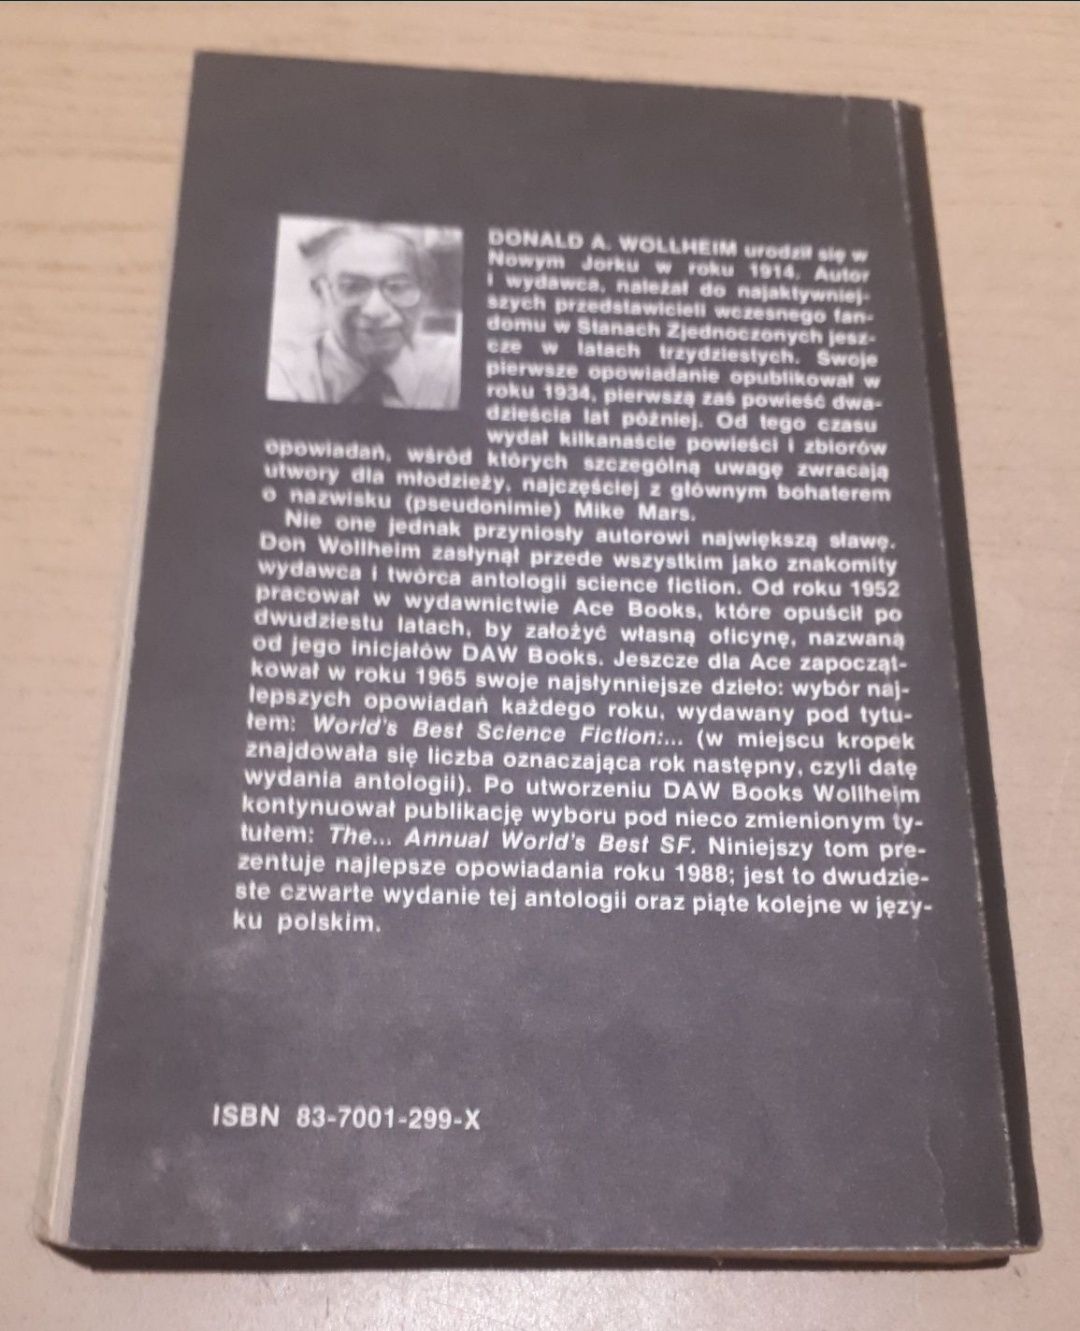 DONALD A. WOLLHEIM urodził się w
Nowym Jorku w roku 1914. Autor
i wydawca, należał do najaktywniej-
szych przedstawicieli wczesnego fan-
domu w Stanach Zjednoczonych jesz-
cze w latach trzydziestych. Swoje
pierwsze opowiadanie opublikował w
roku 1934, pierwszą zaś powieść dwa-
dzieścia lat później. Od tego czasu
wydał kilkanaście powieści i zbiorów
opowiadań, wśród których szczególną uwagę zwracają
utwory dla młodzieży, najczęściej z głównym bohaterem
o nazwisku (pseudonimie) Mike Mars.
Nie one jednak przyniosły autorowi największą sławę.
Don Wollheim zasłynął przede wszystkim jako znakomity
wydawca i twórca antologii science fiction. Od roku 1952
pracował w wydawnictwie Ace Books, które opuścił po
dwudziestu latach, by założyć własną oficynę, nazwaną
od jego inicjałów DAW Books. Jeszcze dla Ace zapocząt-
kował w roku 1965 swoje najsłynniejsze dzieło: wybór naj-
lepszych opowiadań każdego roku, wydawany pod tytu-
łem: World's Best Science Fiction:... (w miejscu kropek
znajdowała się liczba oznaczająca rok następny, czyli datę
wydania antologii). Po utworzeniu DAW Books Wollheim
kontynuował publikację wyboru pod nieco zmienionym ty-
tułem: The... Annual World's Best SF. Niniejszy tom pre-
zentuje najlepsze opowiadania roku 1988; jest to dwudzie-
ste czwarte wydanie tej antologii oraz piąte kolejne w języ-
ku polskim.
ISBN 83-7001-299-X